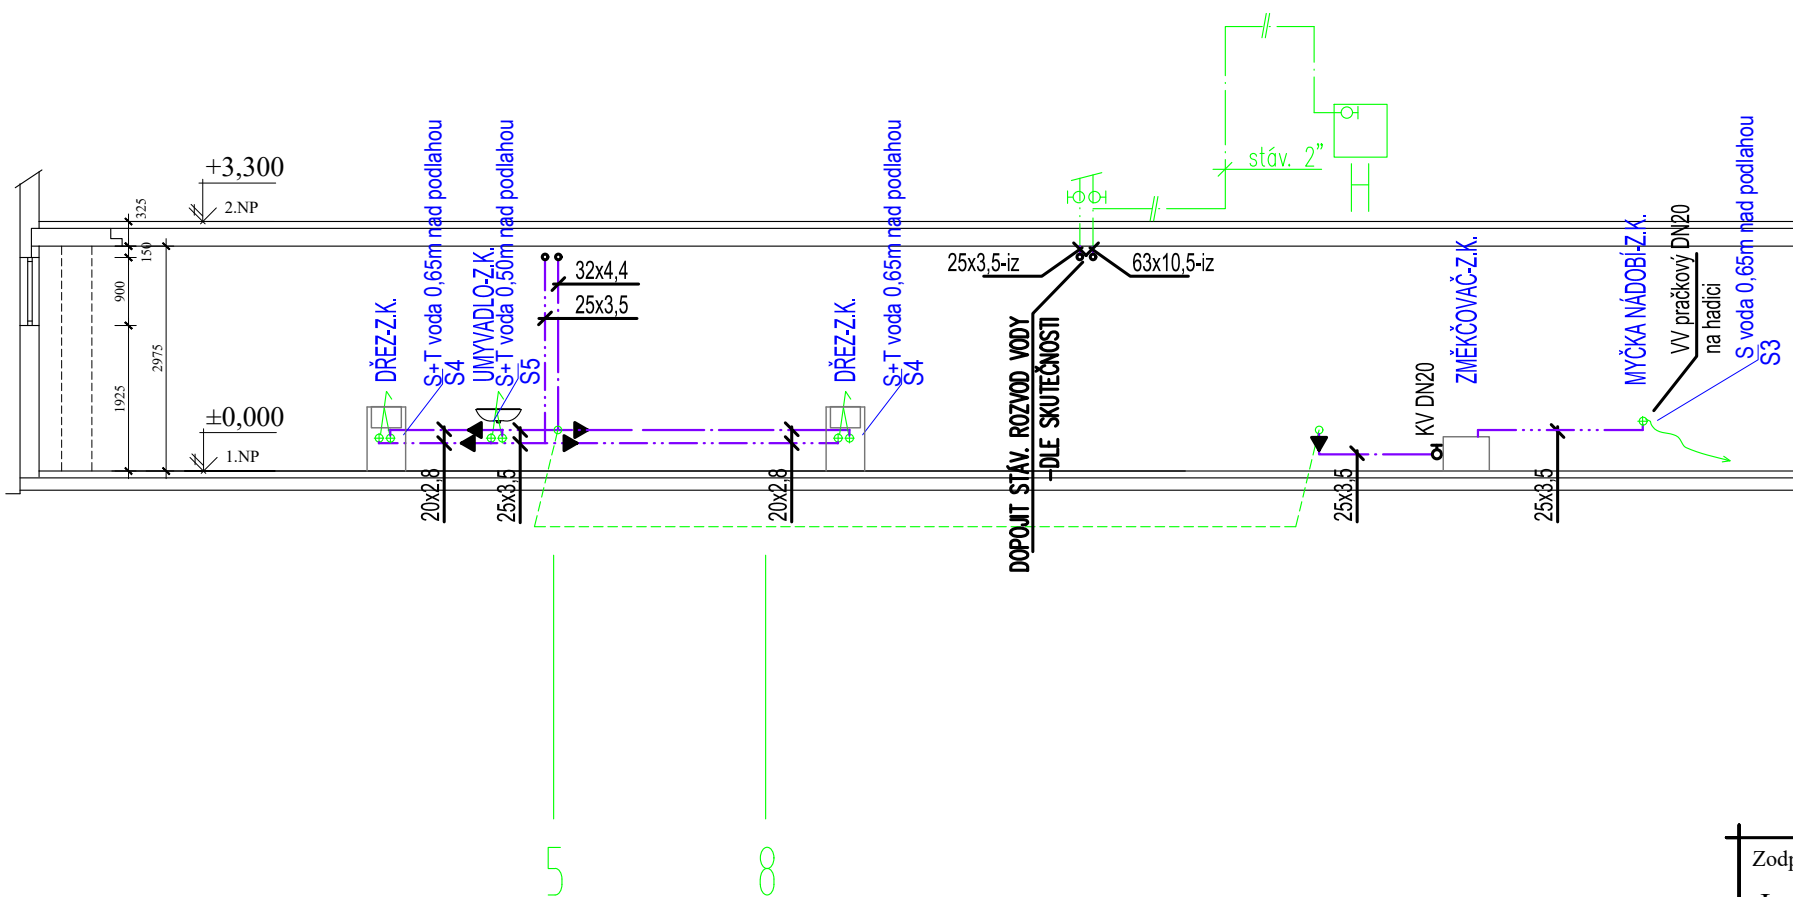 stáv. 2"
H
+3,300
2.NP
325
150
900
1925
2975
±0,000
1.NP
DŘEZ-Z.K.
S+T voda 0,65m nad podlahou
S4
UMYVADLO-Z.K.
S+T voda 0,50m nad podlahou
S5
32x4,4
25x3,5
DŘEZ-Z.K.
S+T voda 0,65m nad podlahou
S4
25x3,5-iz
63x10,5-iz
DOPOJIT STÁV. ROZVOD VODY
-DLE SKUTEČNOSTI
KV DN20
ZMĚKČOVAČ-Z.K.
MYČKA NÁDOBÍ-Z.K.
VV pračkový DN20
na hadici
S voda 0,65m nad podlahou
S3
20x2,8
25x3,5
20x2,8
25x3,5
25x3,5
5
8